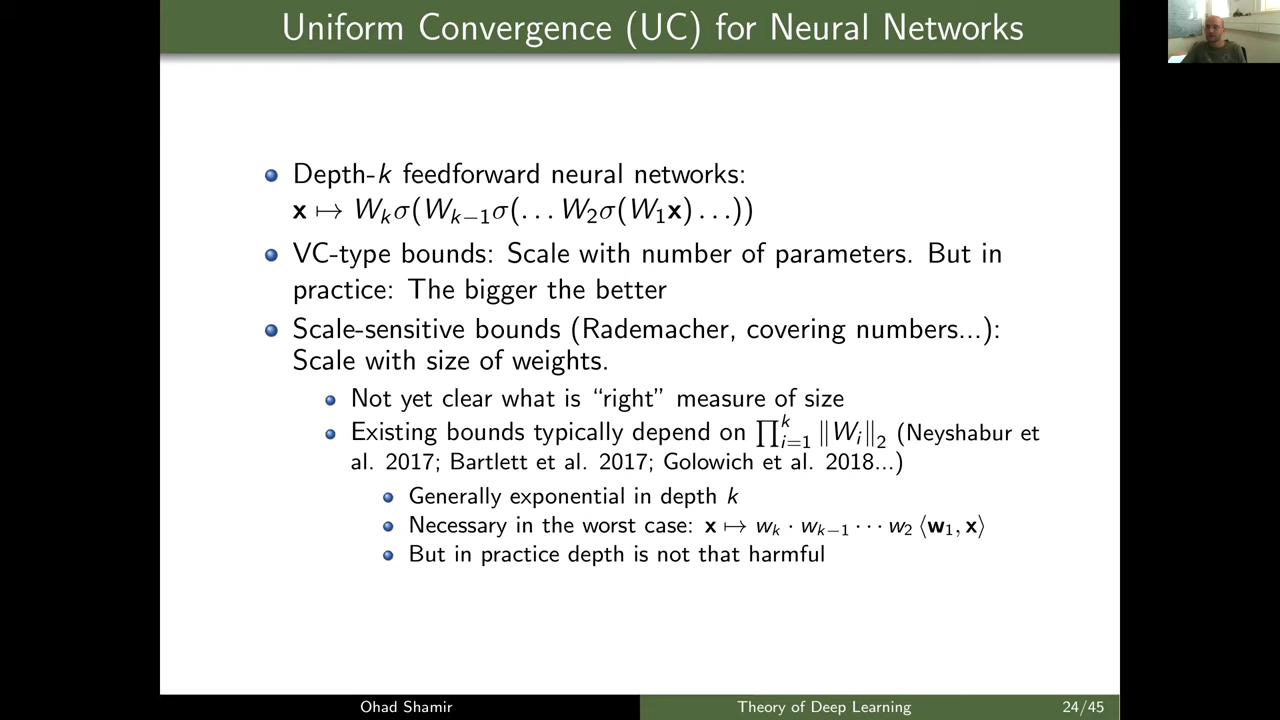 Uniform Convergence (UC) for Neural Networks
Depth-k feedforward neural networks:
x ↦ W_kσ(W_{k−1}σ(. . . W_2σ(W_1x) . . .))
VC-type bounds: Scale with number of parameters. But in
practice: The bigger the better
Scale-sensitive bounds (Rademacher, covering numbers...):
Scale with size of weights.
Not yet clear what is “right” measure of size
Existing bounds typically depend on ∏_{i=1}^{k} ‖W_i‖_2 (Neyshabur et
al. 2017; Bartlett et al. 2017; Golowich et al. 2018...)
Generally exponential in depth k
Necessary in the worst case: x ↦ w_k · w_{k−1} · · · w_2 ⟨w_1, x⟩
But in practice depth is not that harmful
Ohad Shamir Theory of Deep Learning 24/45